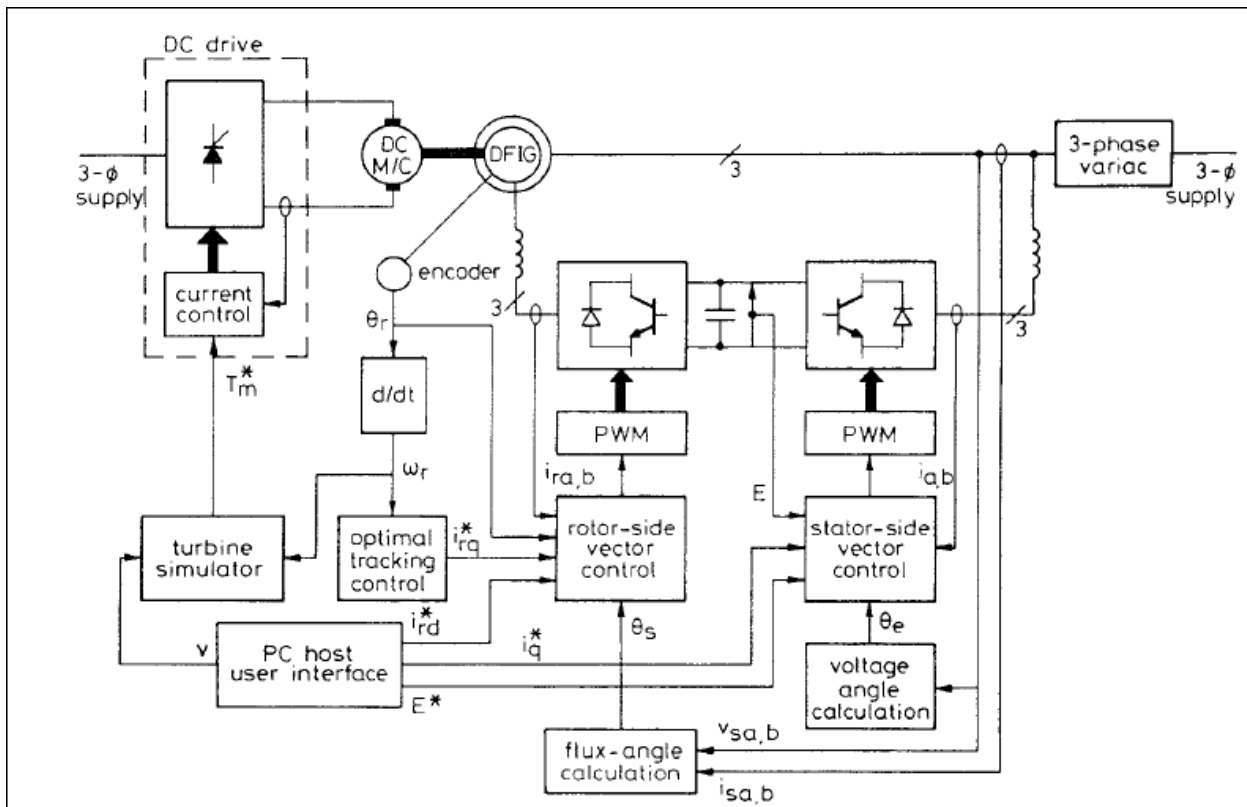 DC drive
3-ϕ
supply
DC
M/C
DFIG
3
3-phase
variac
3-ϕ
supply
encoder
3
3
current
control
θr
T*m
d/dt
PWM
PWM
ωr
ira,b
E
ia,b
turbine
simulator
optimal
tracking
control
i*rq
rotor-side
vector
control
stator-side
vector
control
i*rd
θs
θe
v
PC host
user interface
i*q
E*
voltage
angle
calculation
flux-angle
calculation
vsa,b
isa,b